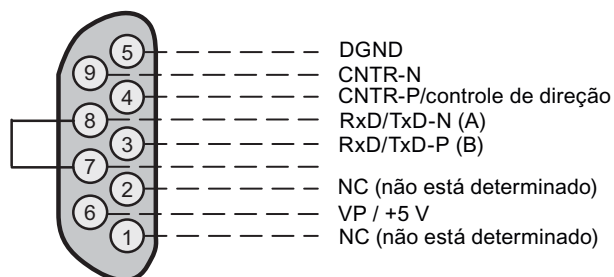 5 DGND
9 CNTR-N
4 CNTR-P/controle de direção
8 RxD/TxD-N (A)
3 RxD/TxD-P (B)
7
2 NC (não está determinado)
6 VP / +5 V
1 NC (não está determinado)